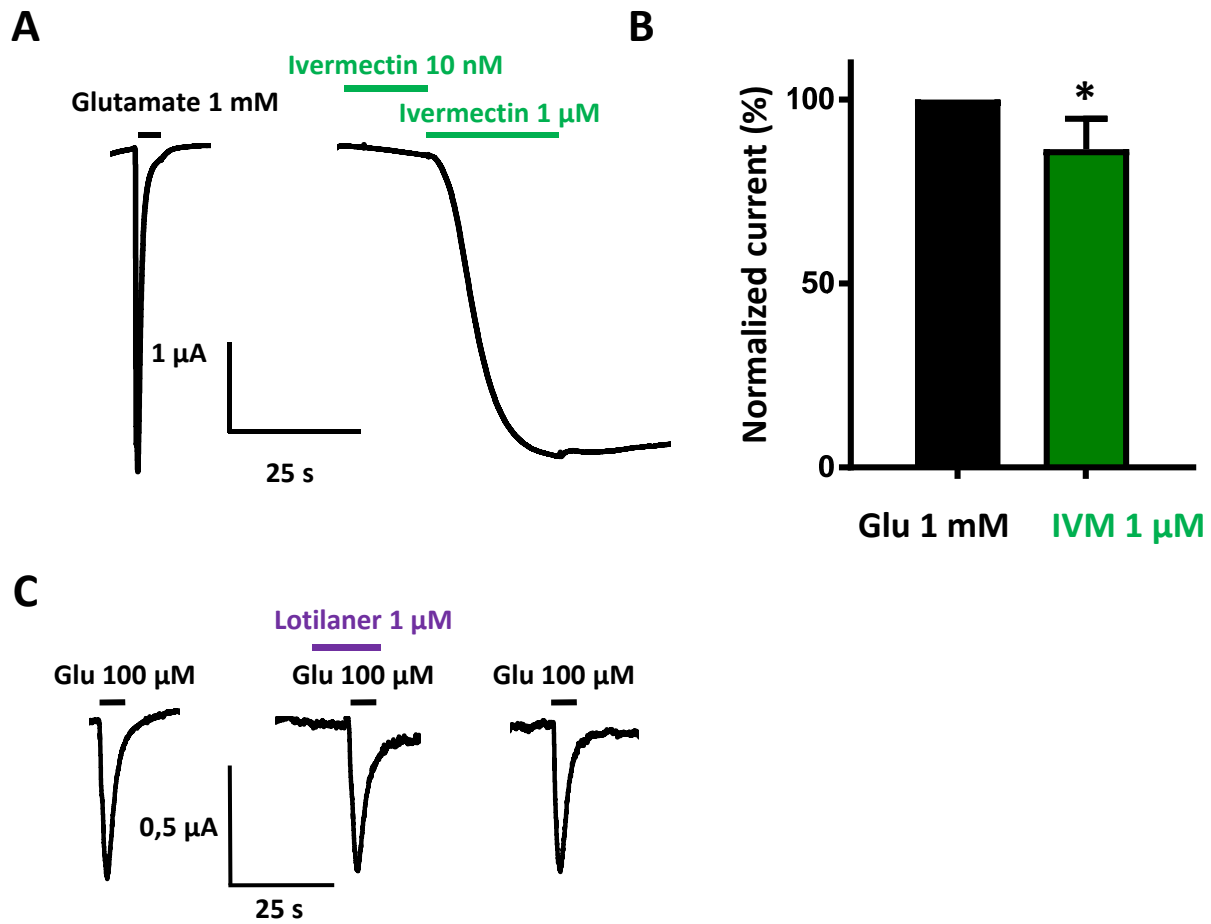 A
Ivermectin 10 nM
Glutamate 1 mM
Ivermectin 1 µM
1 µA
25 s
B
Normalized current (%)
100
50
0
*
Glu 1 mM
IVM 1 µM
C
Lotilaner 1 µM
Glu 100 µM
Glu 100 µM
Glu 100 µM
0,5 µA
25 s